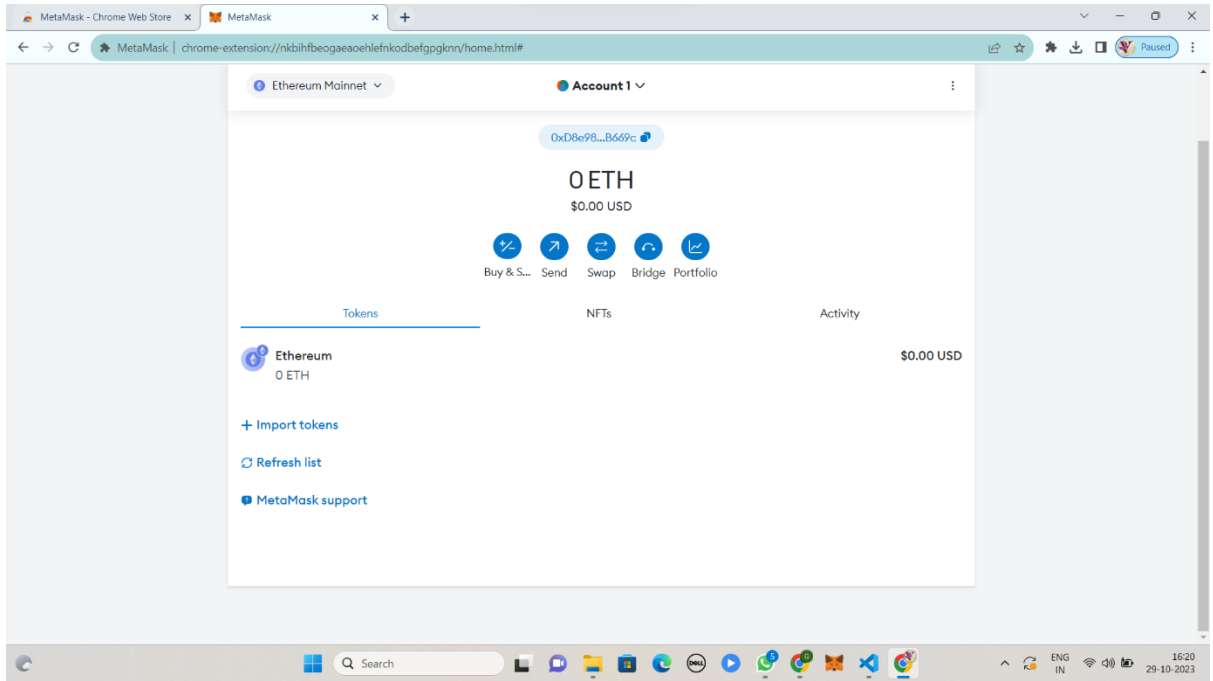 MetaMask - Chrome Web Store
MetaMask
MetaMask | chrome-extension://nkbihfbeogaeaoehlefnkodbefgpgknn/home.html#
Paused
Ethereum Mainnet
Account 1
0xD8e98...B669c
0 ETH
$0.00 USD
Buy & S... Send Swap Bridge Portfolio
Tokens NFTs Activity
Ethereum $0.00 USD
0 ETH
+ Import tokens
Refresh list
MetaMask support
Search
DELL
5
G
ENG
IN
16:20
29-10-2023